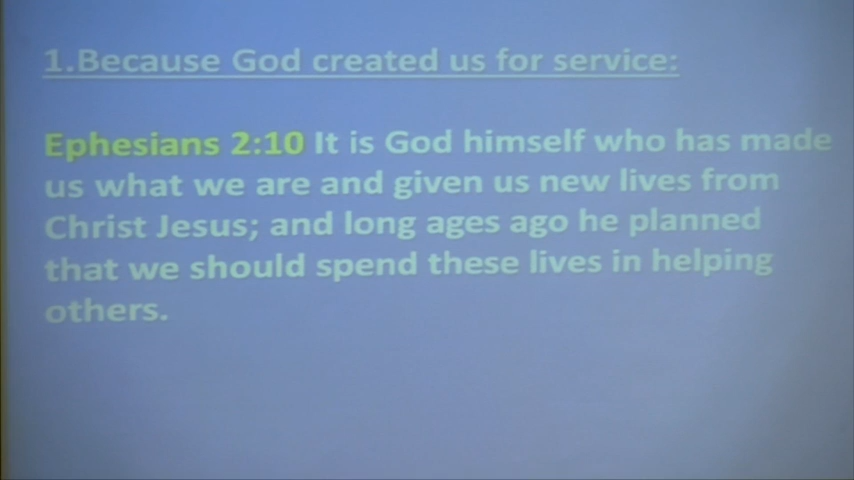 1.Because God created us for service:
Ephesians 2:10 It is God himself who has made
us what we are and given us new lives from
Christ Jesus; and long ages ago he planned
that we should spend these lives in helping
others.